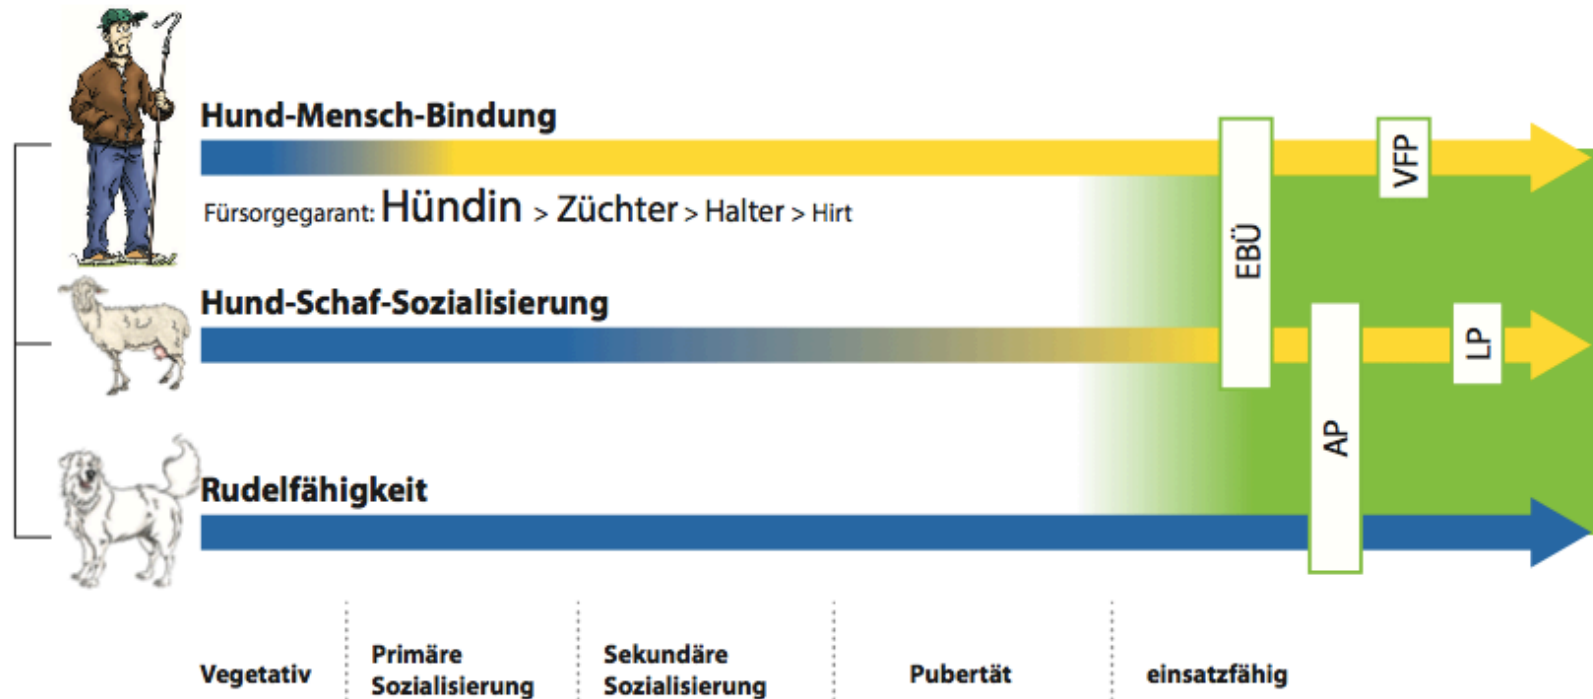 Hund-Mensch-Bindung
Fürsorgegarant: Hündin > Züchter > Halter > Hirt
Hund-Schaf-Sozialisierung
Rudelfähigkeit
EBÜ
VFP
AP
LP
Vegetativ
Primäre
Sozialisierung
Sekundäre
Sozialisierung
Pubertät
einsatzfähig